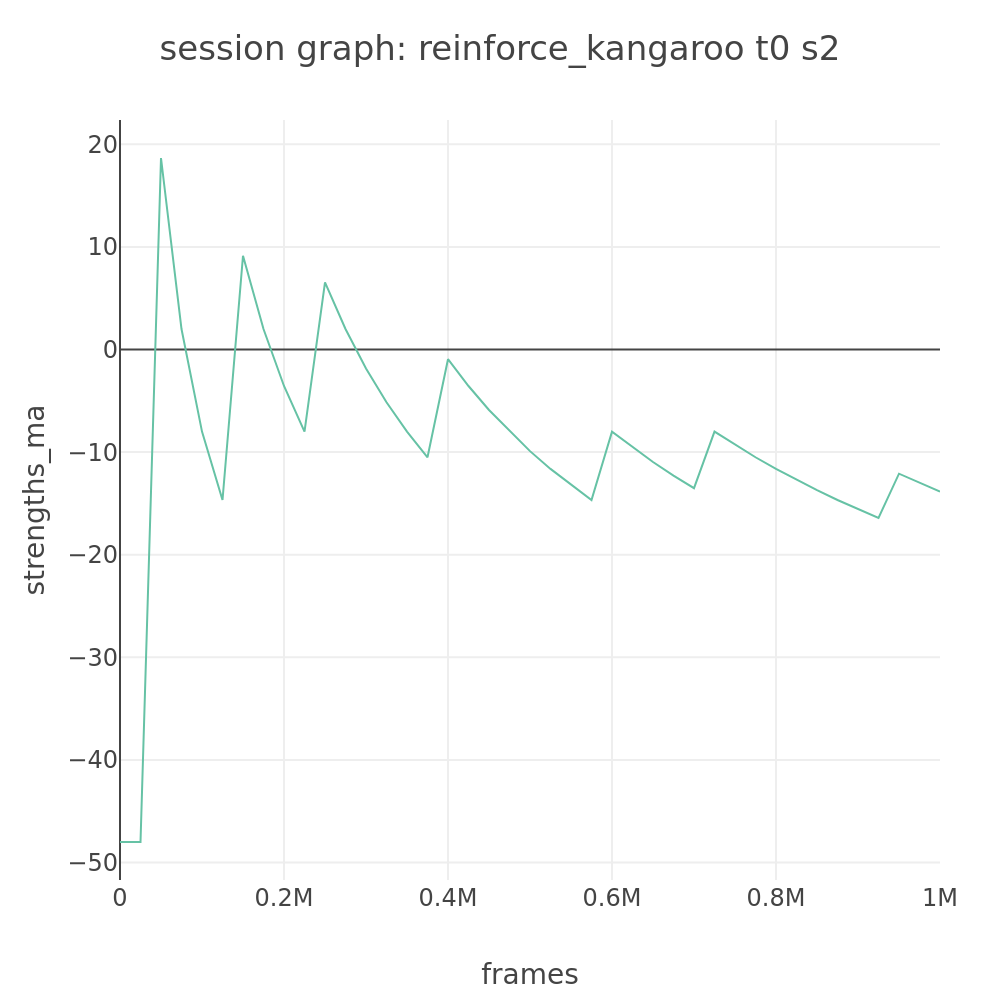 session graph: reinforce_kangaroo t0 s2
strengths_ma
20
10
0
−10
−20
−30
−40
−50
0
0.2M
0.4M
0.6M
0.8M
1M
frames